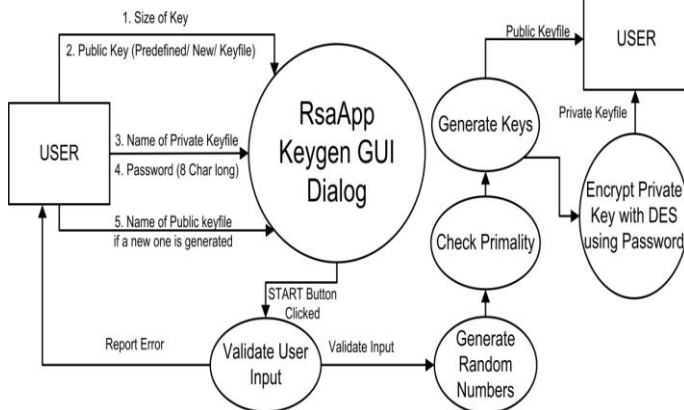 1. Size of Key
2. Public Key (Predefined/ New/ Keyfile)
USER
3. Name of Private Keyfile
4. Password (8 Char long)
5. Name of Public keyfile
if a new one is generated
RsaApp
Keygen GUI
Dialog
START Button
Clicked
Report Error
Validate User
Input
Validate Input
Generate
Random
Numbers
Check Primality
Generate Keys
Public Keyfile
USER
Private Keyfile
Encrypt Private
Key with DES
using Password